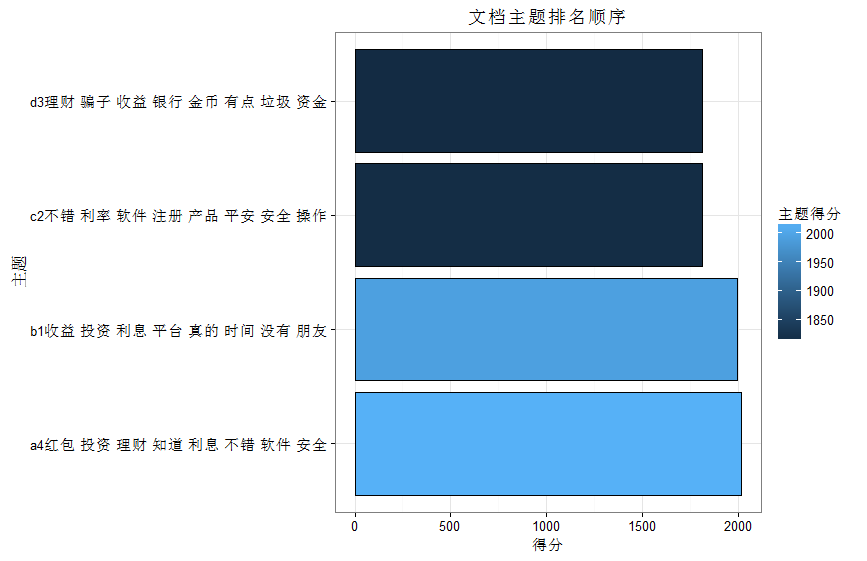 文档主题排名顺序
d3理财 骗子 收益 银行 金币 有点 垃圾 资金
c2不错 利率 软件 注册 产品 平安 安全 操作
b1收益 投资 利息 平台 真的 时间 没有 朋友
a4红包 投资 理财 知道 利息 不错 软件 安全
主题
0 500 1000 1500 2000
得分
主题得分
2000
1950
1900
1850